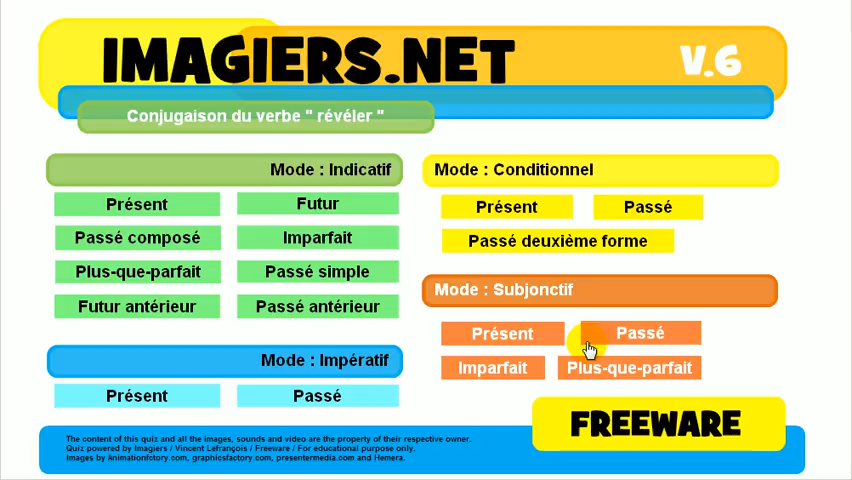 IMAGIERS.NET
V.6
Conjugaison du verbe " révéler "
Mode : Indicatif
Présent Futur
Passé composé Imparfait
Plus-que-parfait Passé simple
Futur antérieur Passé antérieur
Mode : Impératif
Présent Passé
Mode : Conditionnel
Présent Passé
Passé deuxième forme
Mode : Subjonctif
Présent Passé
Imparfait Plus-que-parfait
FREEWARE
The content of this quiz and all the images, sounds and video are the property of their respective owner.
Quiz powered by Imagiers / Vincent Lefrançois / Freeware / For educational purpose only.
Images by Animationfctory.com, graphicsfactory.com, presentermedia.com and Hemera.